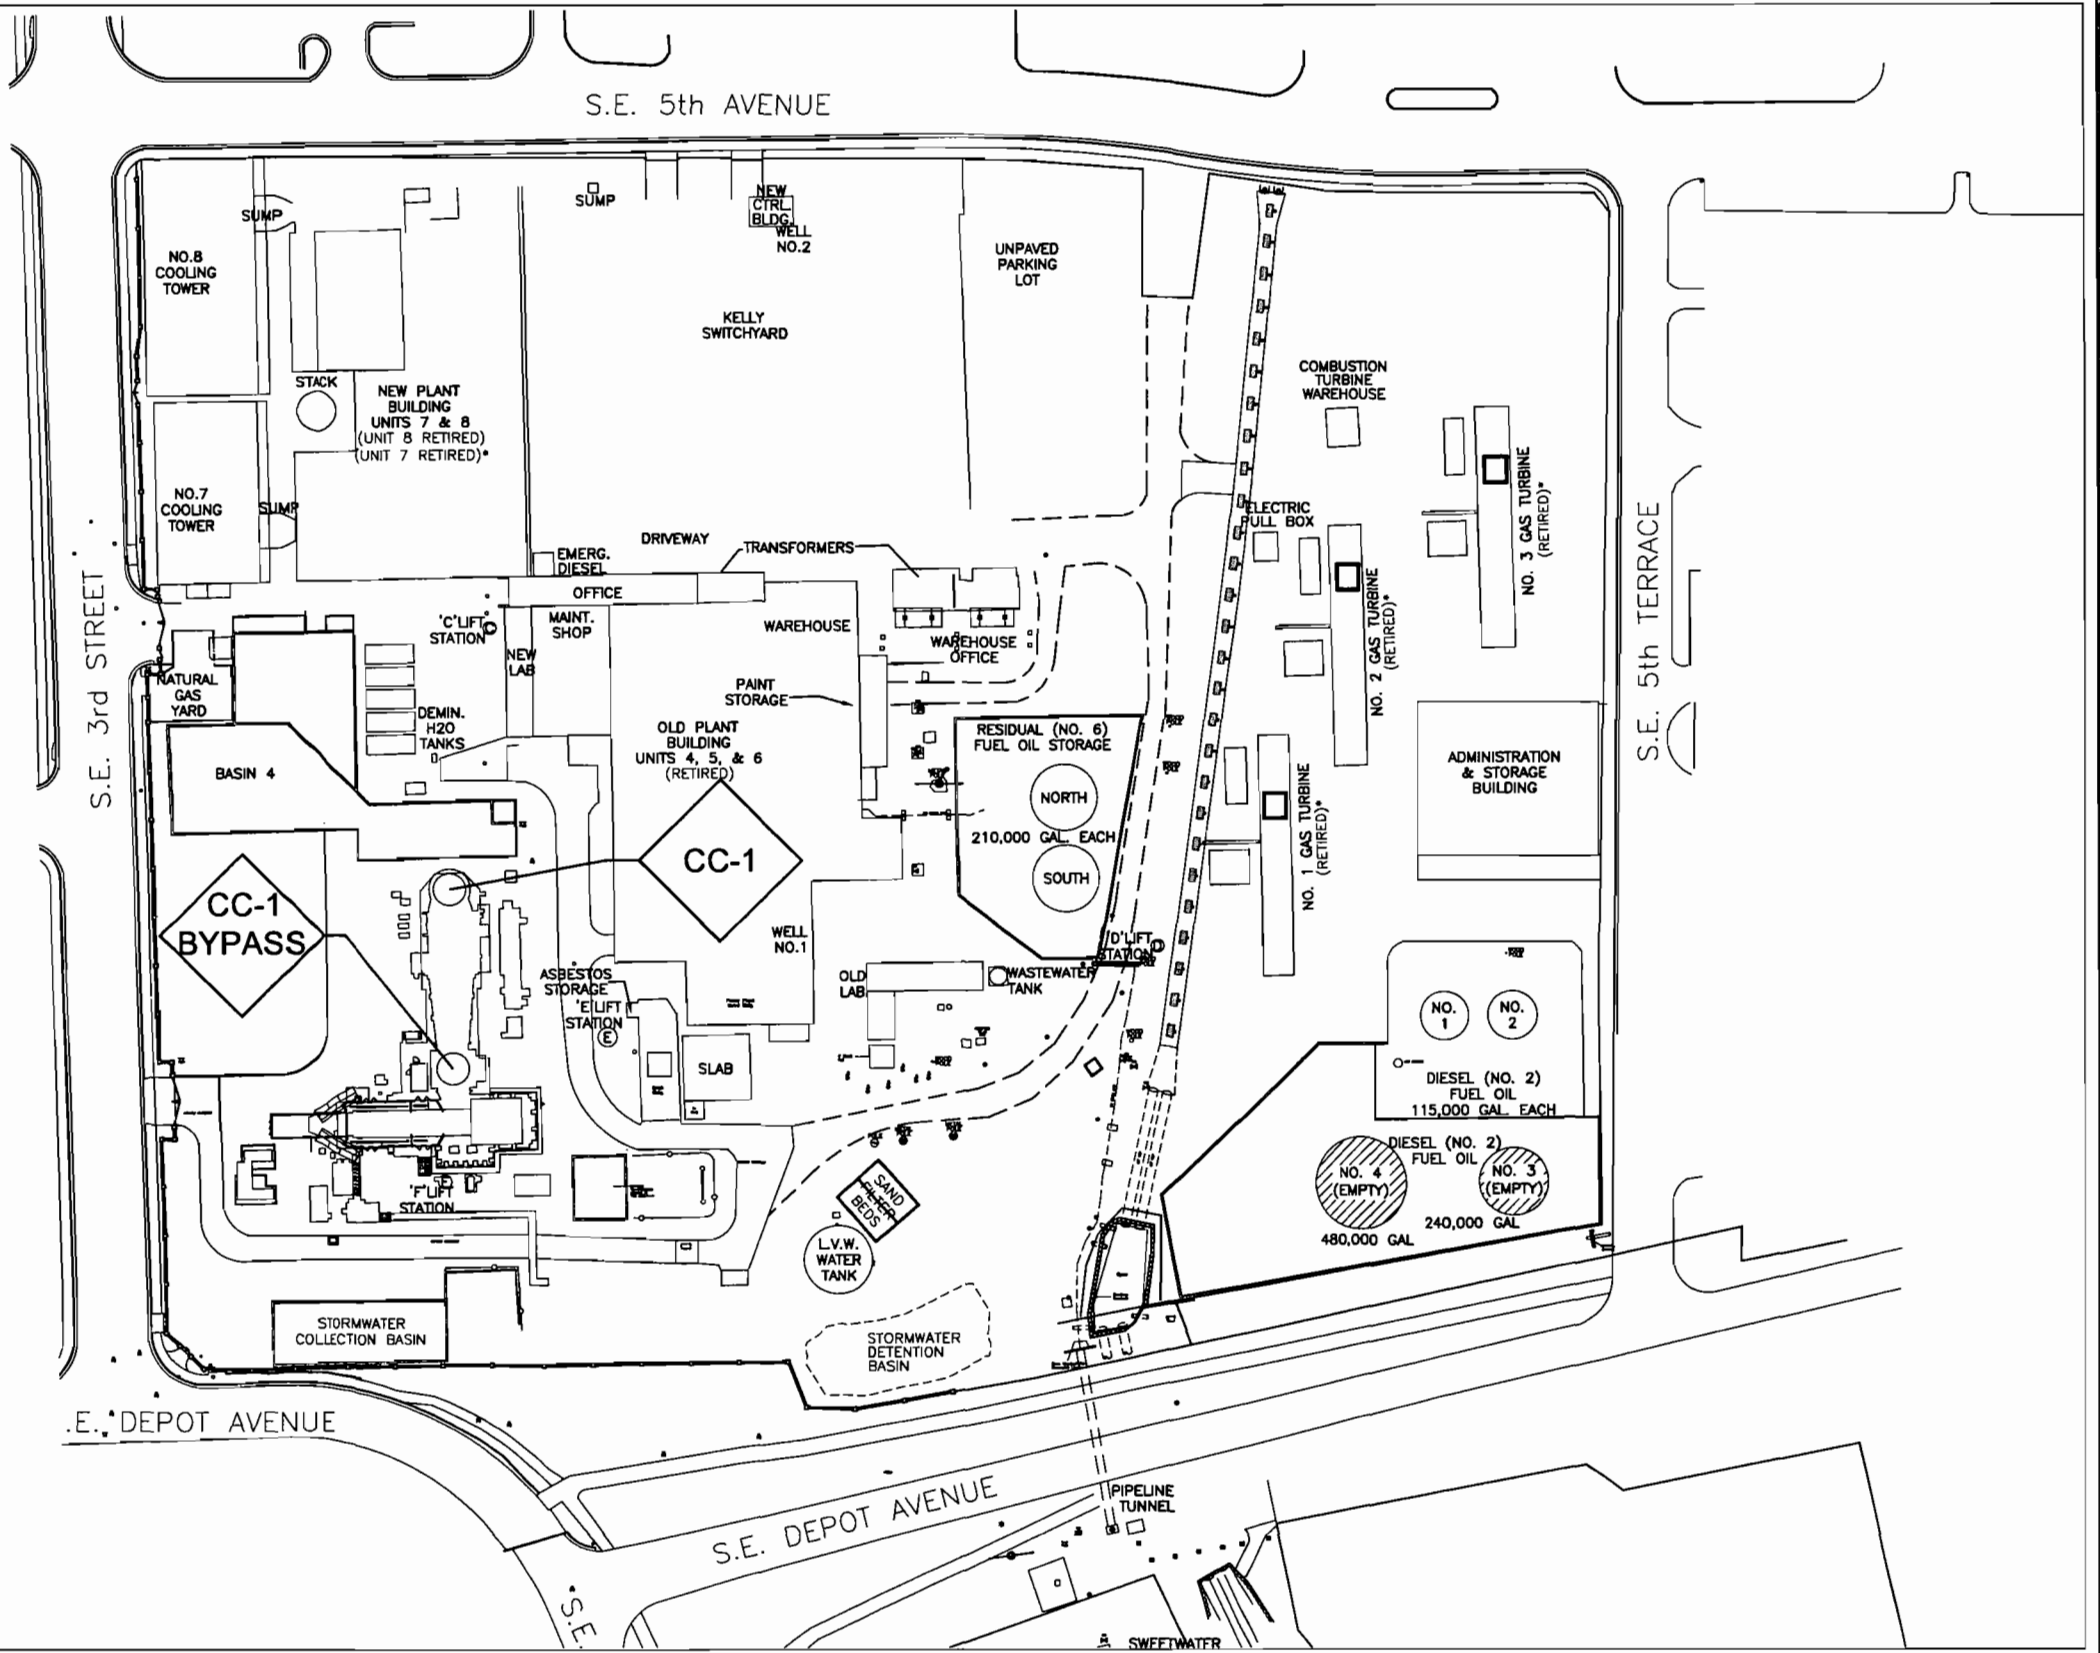 S.E. 5th AVENUE
SUMP
SUMP
NEW
CTRL.
BLDG.
WELL
NO.2
NO.8
COOLING
TOWER
UNPAVED
PARKING
LOT
KELLY
SWITCHYARD
STACK
NEW PLANT
BUILDING
UNITS 7 & 8
(UNIT 8 RETIRED)
(UNIT 7 RETIRED)*
COMBUSTION
TURBINE
WAREHOUSE
NO. 3 GAS TURBINE
(RETIRED)*
NO.7
COOLING
TOWER
SUMP
ELECTRIC
PULL BOX
S.E. 3rd STREET
S.E. 5th TERRACE
DRIVEWAY
TRANSFORMERS
EMERG.
DIESEL
OFFICE
'C'LIFT
STATION
MAINT.
SHOP
WAREHOUSE
WAREHOUSE
OFFICE
NEW
LAB
NO. 2 GAS TURBINE
(RETIRED)*
NATURAL
GAS
YARD
PAINT
STORAGE
DEMIN.
H2O
TANKS
OLD PLANT
BUILDING
UNITS 4, 5, & 6
(RETIRED)
RESIDUAL (NO. 6)
FUEL OIL STORAGE
NORTH
210,000 GAL. EACH
SOUTH
BASIN 4
ADMINISTRATION
& STORAGE
BUILDING
NO. 1 GAS TURBINE
(RETIRED)*
CC-1
CC-1
BYPASS
WELL
NO.1
'D'LIFT
STATION
ASBESTOS
STORAGE
'E'LIFT
STATION
E
OLD
LAB
WASTEWATER
TANK
NO.
1
NO.
2
SLAB
DIESEL (NO. 2)
FUEL OIL
115,000 GAL. EACH
DIESEL (NO. 2)
FUEL OIL
NO. 4
(EMPTY)
NO. 3
(EMPTY)
240,000 GAL
480,000 GAL
'F'LIFT
STATION
SAND
FILTER
BEDS
L.V.W.
WATER
TANK
STORMWATER
COLLECTION BASIN
STORMWATER
DETENTION
BASIN
.E. DEPOT AVENUE
S.E. DEPOT AVENUE
PIPELINE
TUNNEL
S.E.
SWEETWATER